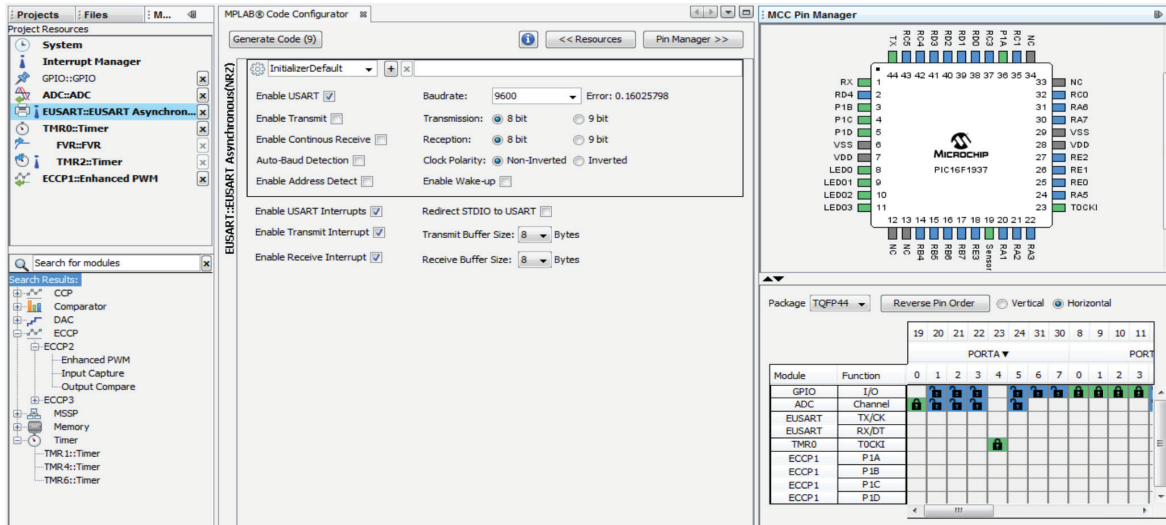 Projects
Files
M...
Project Resources
System
Interrupt Manager
GPIO::GPIO
ADC::ADC
EUSART::EUSART Asynchron...
TMR0::Timer
FVR::FVR
TMR2::Timer
ECCP1::Enhanced PWM
Search for modules
Search Results:
CCP
Comparator
DAC
ECCP
ECCP2
Enhanced PWM
Input Capture
Output Compare
ECCP3
MSSP
Memory
Timer
TMR1::Timer
TMR4::Timer
TMR6::Timer
MPLAB® Code Configurator
Generate Code (9)
<< Resources
Pin Manager >>
EUSART::EUSART Asynchronous(NR2)
InitializerDefault
Enable USART
Baudrate: 9600 Error: 0.16025798
Enable Transmit
Transmission: 8 bit 9 bit
Enable Continous Receive
Reception: 8 bit 9 bit
Auto-Baud Detection
Clock Polarity: Non-Inverted Inverted
Enable Address Detect
Enable Wake-up
Enable USART Interrupts
Redirect STDIO to USART
Enable Transmit Interrupt
Transmit Buffer Size: 8 Bytes
Enable Receive Interrupt
Receive Buffer Size: 8 Bytes
MCC Pin Manager
TX RC5 RC4 RD3 RD2 RD1 RD0 RC3 P1A RC1 NC
44 43 42 41 40 39 38 37 36 35 34
RX 1 33 NC
RD4 2 32 RC0
P1B 3 31 RA6
P1C 4 30 RA7
P1D 5 29 VSS
VSS 6 28 VDD
VDD 7 27 RE2
LED0 8 26 RE1
LED01 9 25 RE0
LED02 10 24 RA5
LED03 11 23 T0CKI
MICROCHIP
PIC16F1937
12 13 14 15 16 17 18 19 20 21 22
NC NC RB4 RB5 RB6 RB7 RE3 Sensor RA1 RA2 RA3
Package TQFP44 Reverse Pin Order Vertical Horizontal
19 20 21 22 23 24 31 30 8 9 10 11
PORTA▼ PORT
Module Function 0 1 2 3 4 5 6 7 0 1 2 3
GPIO I/O
ADC Channel
EUSART TX/CK
EUSART RX/DT
TMR0 T0CKI
ECCP1 P1A
ECCP1 P1B
ECCP1 P1C
ECCP1 P1D